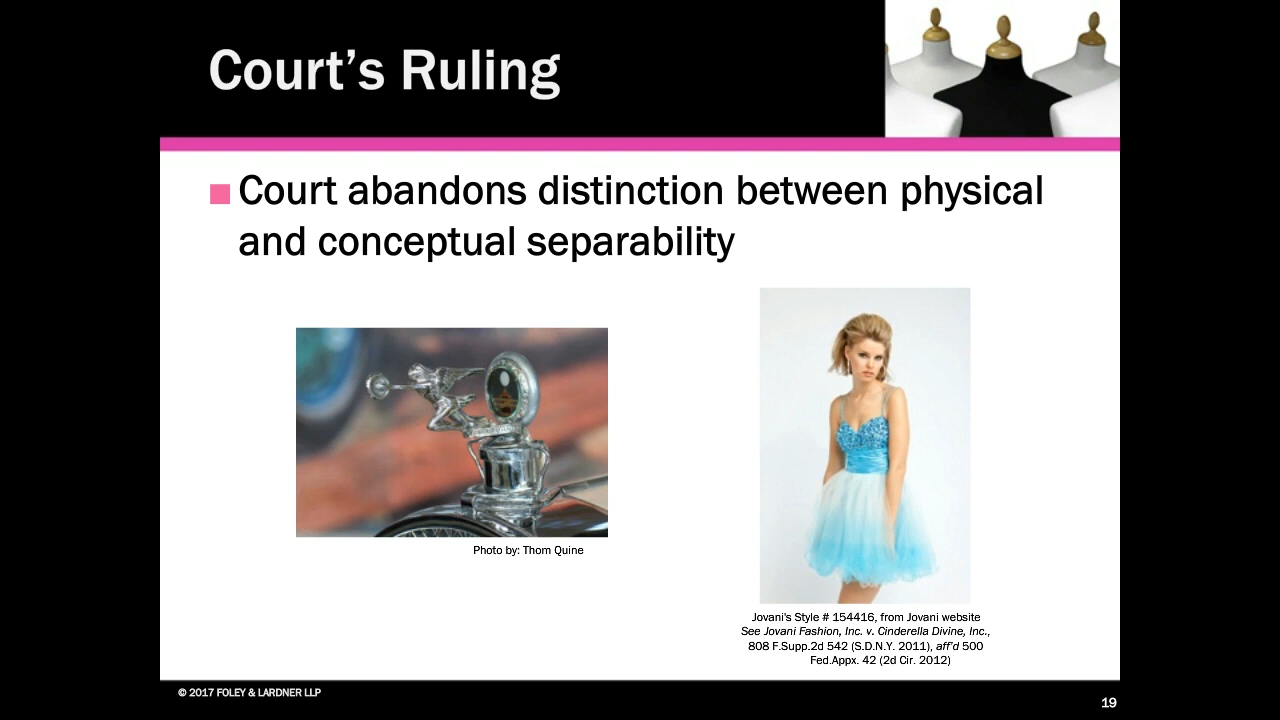 Court’s Ruling
Court abandons distinction between physical
and conceptual separability
Photo by: Thom Quine
Jovani's Style # 154416, from Jovani website
See Jovani Fashion, Inc. v. Cinderella Divine, Inc.,
808 F.Supp.2d 542 (S.D.N.Y. 2011), aff'd 500
Fed.Appx. 42 (2d Cir. 2012)
© 2017 FOLEY & LARDNER LLP
19